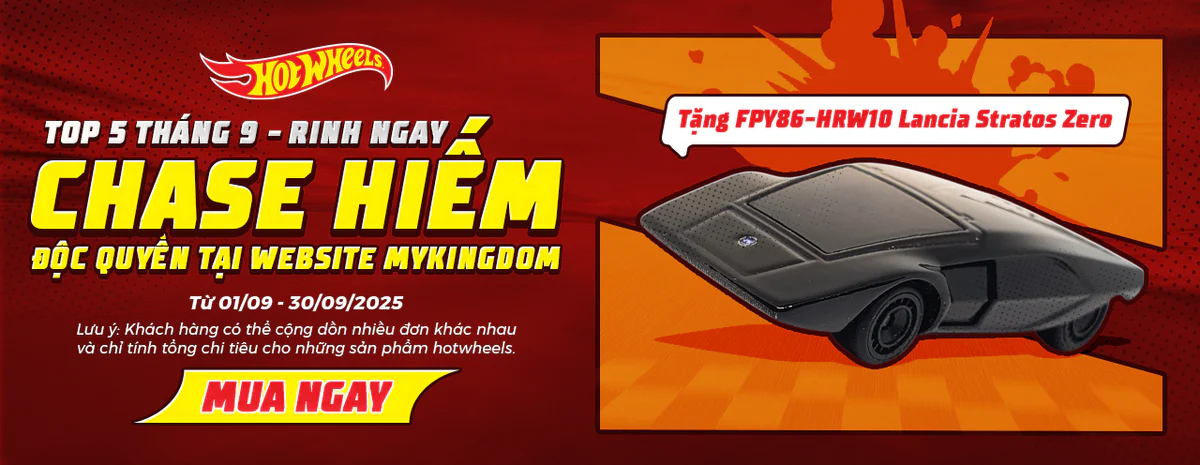 HOT WHEELS
TOP 5 THÁNG 9 - RINH NGAY
CHASE HIẾM
ĐỘC QUYỀN TẠI WEBSITE MYKINGDOM
Từ 01/09 - 30/09/2025
Lưu ý: Khách hàng có thể cộng dồn nhiều đơn khác nhau
và chỉ tính tổng chi tiêu cho những sản phẩm hotwheels.
MUA NGAY
Tặng FPY86-HRW10 Lancia Stratos Zero